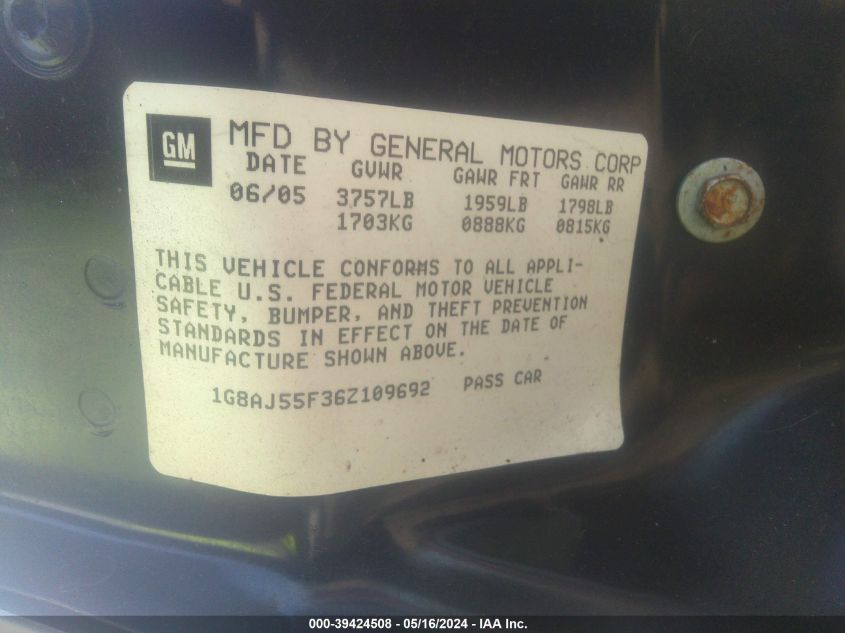 GM
MFD BY GENERAL MOTORS CORP
DATE GVWR GAWR FRT GAWR RR
06/05 3757LB 1959LB 1798LB
1703KG 0888KG 0815KG
THIS VEHICLE CONFORMS TO ALL APPLI-
CABLE U.S. FEDERAL MOTOR VEHICLE
SAFETY, BUMPER, AND THEFT PREVENTION
STANDARDS IN EFFECT ON THE DATE OF
MANUFACTURE SHOWN ABOVE.
1G8AJ55F36Z109692 PASS CAR
000-39424508 - 05/16/2024 - IAA Inc.